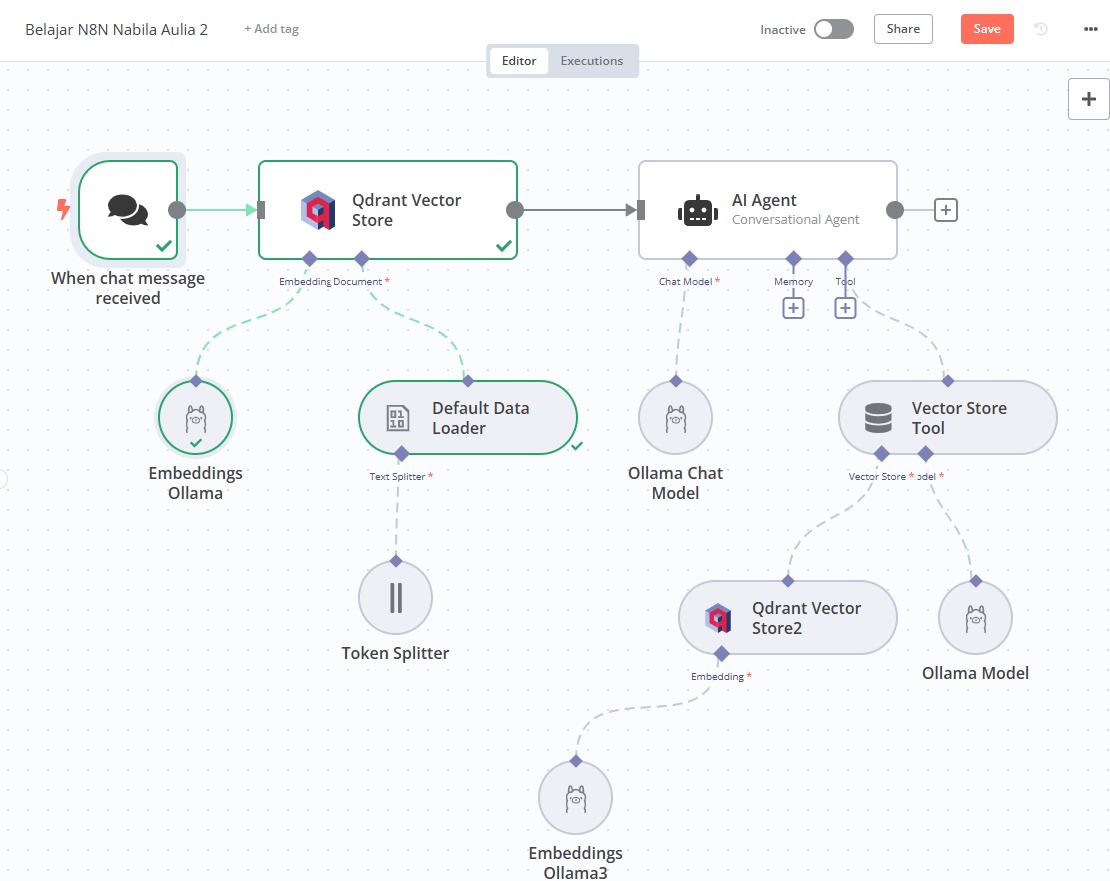 Belajar N8N Nabila Aulia 2
+ Add tag
Inactive
Share
Save
Editor
Executions
When chat message
received
Qdrant Vector
Store
Embedding
Document *
AI Agent
Conversational Agent
Chat Model *
Memory
Tool
Embeddings
Ollama
Default Data
Loader
Text Splitter *
Token Splitter
Ollama Chat
Model
Vector Store
Tool
Vector Store *
Qdrant Vector
Store2
Embedding *
Ollama Model
Embeddings
Ollama3